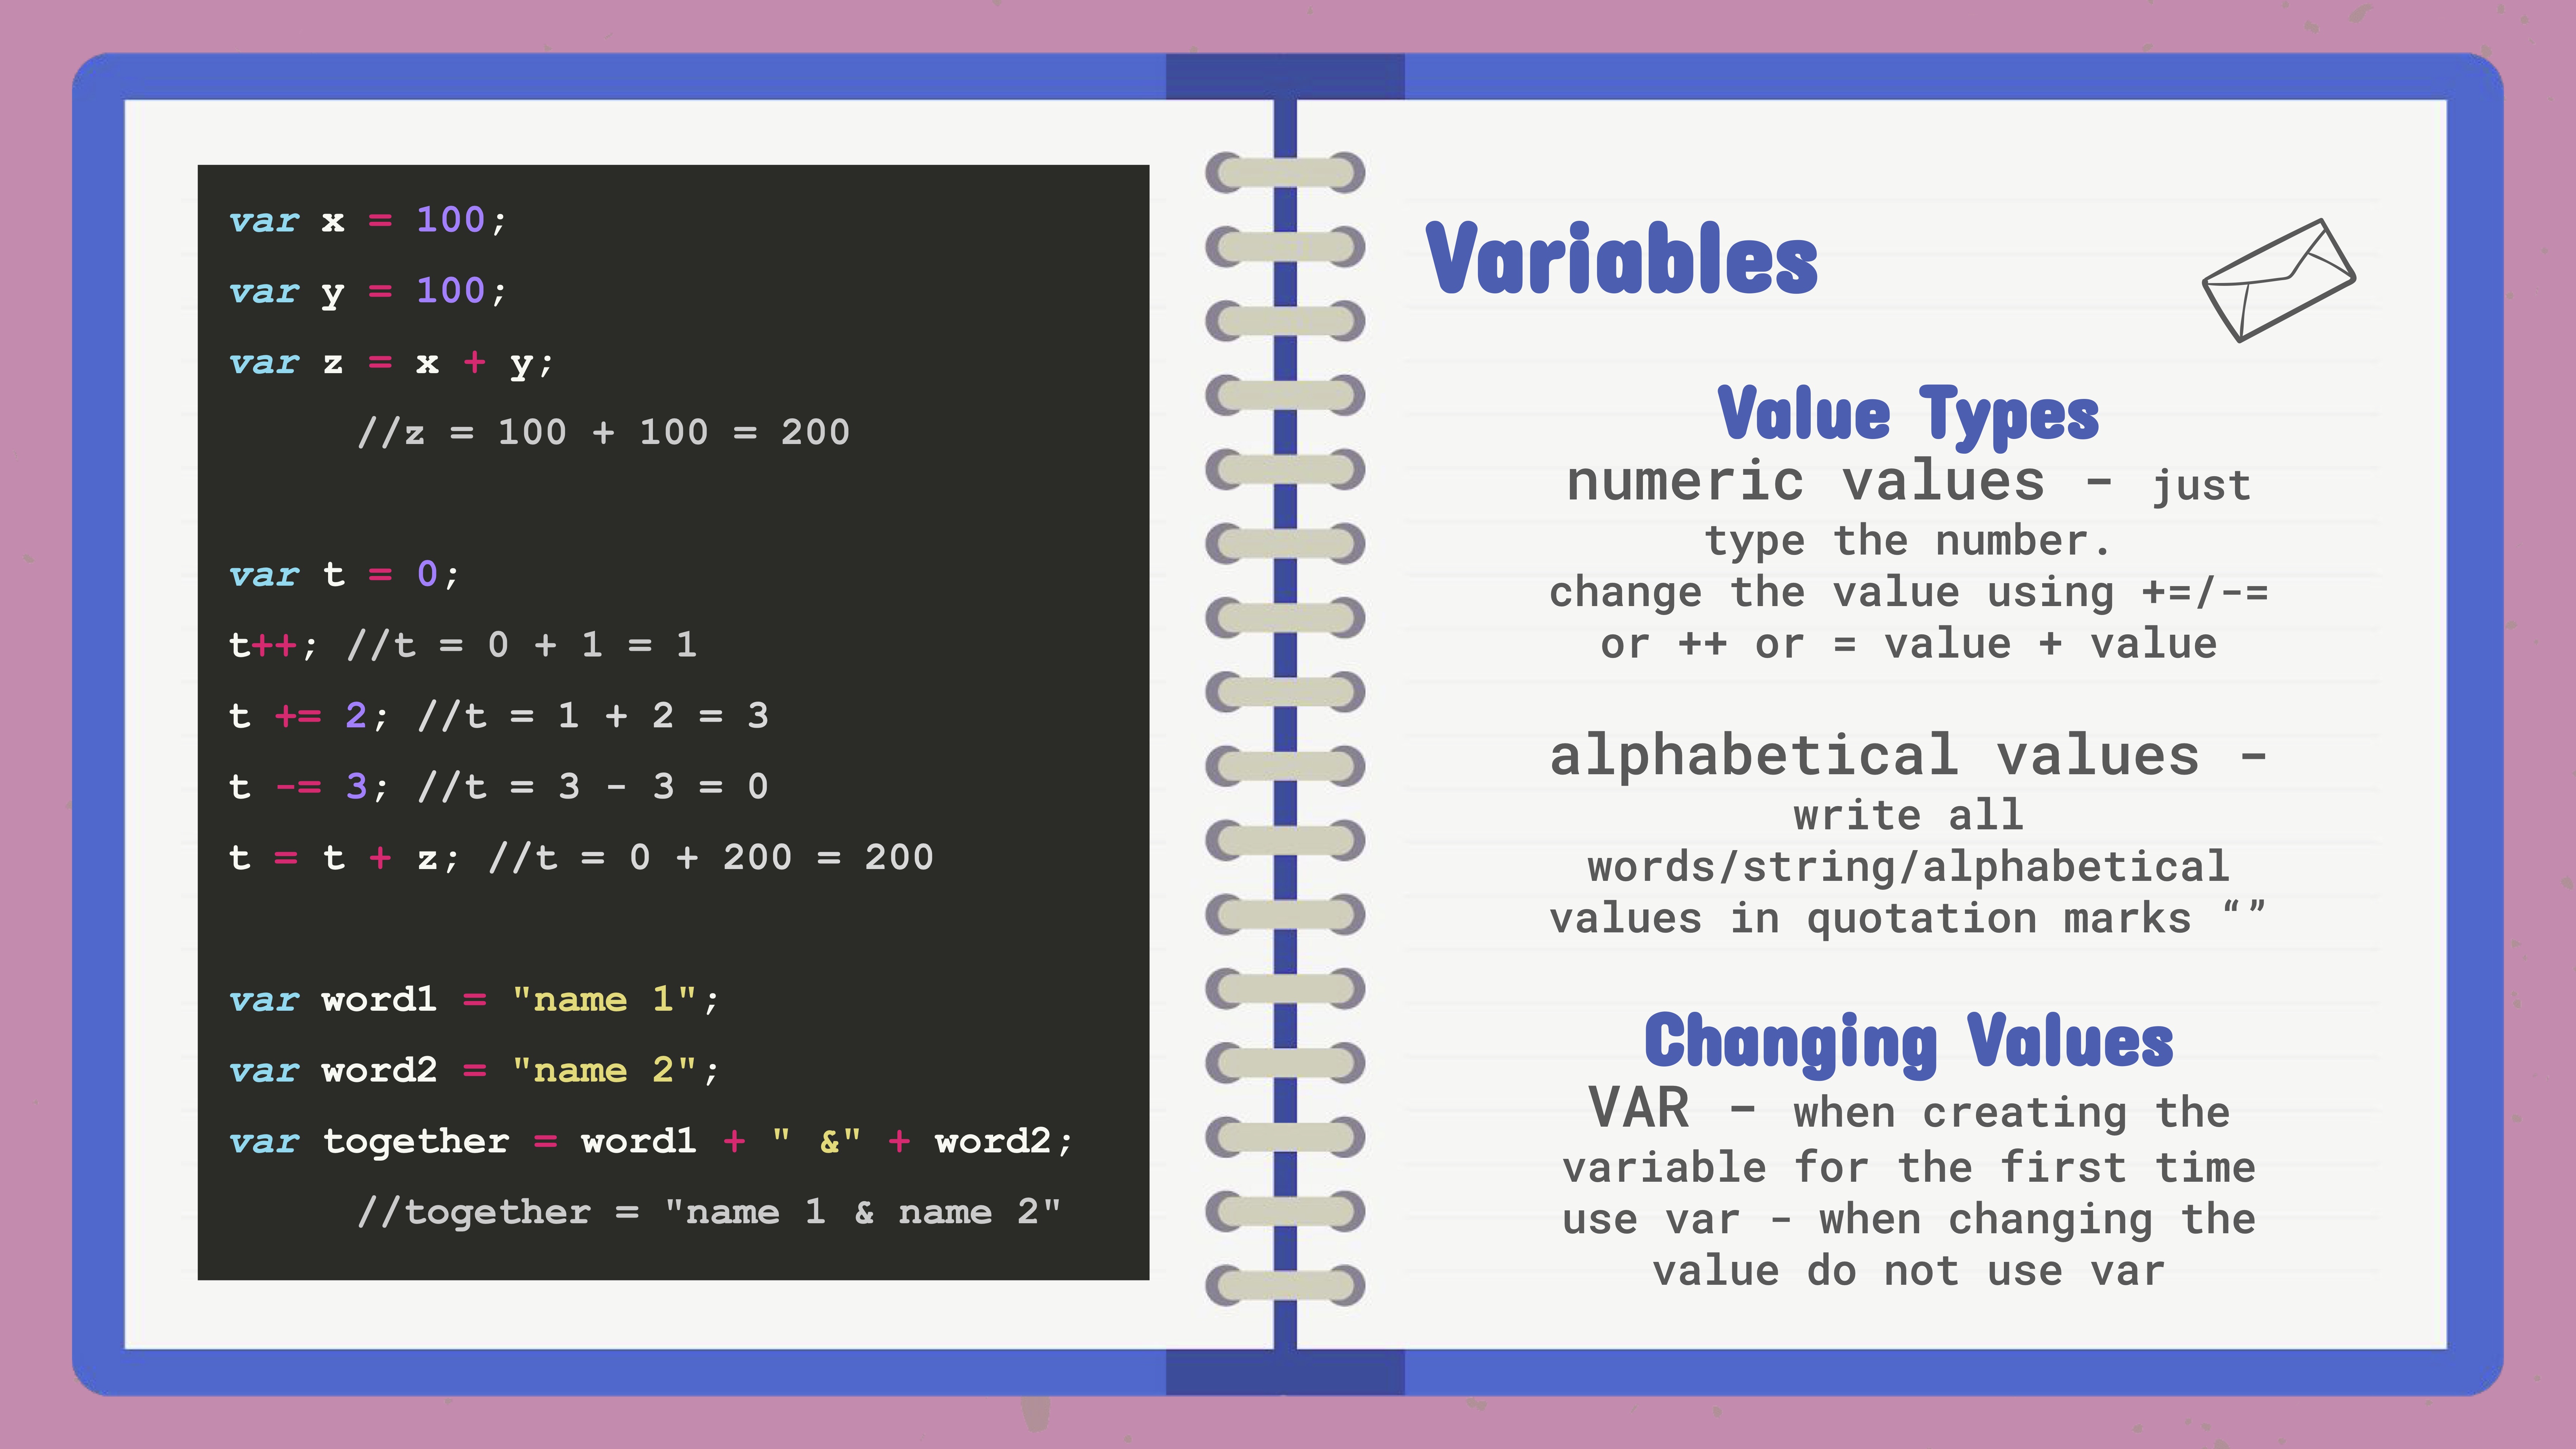 var x = 100;
var y = 100;
var z = x + y;
//z = 100 + 100 = 200
var t = 0;
t++; //t = 0 + 1 = 1
t += 2; //t = 1 + 2 = 3
t -= 3; //t = 3 - 3 = 0
t = t + z; //t = 0 + 200 = 200
var word1 = "name 1";
var word2 = "name 2";
var together = word1 + " &" + word2;
//together = "name 1 & name 2"
Variables
Value Types
numeric values - just
type the number.
change the value using +=/-=
or ++ or = value + value
alphabetical values -
write all
words/string/alphabetical
values in quotation marks “”
Changing Values
VAR - when creating the
variable for the first time
use var - when changing the
value do not use var